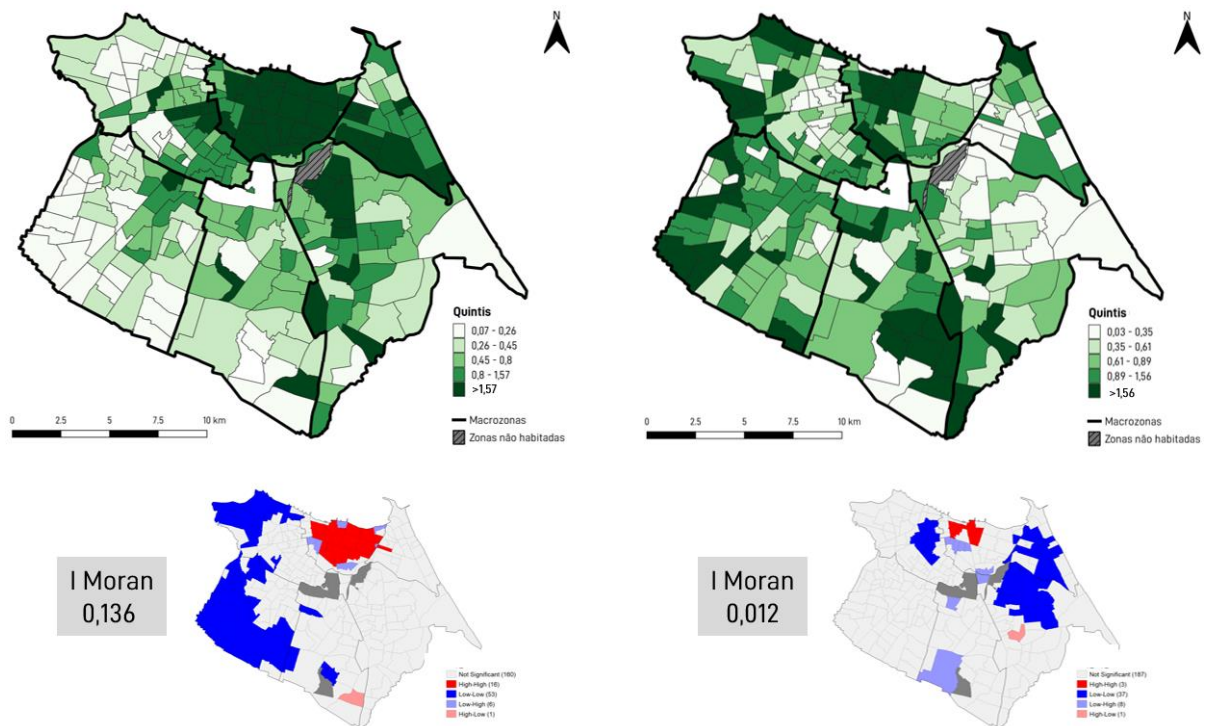 N
Quintis
0,07 - 0,26
0,26 - 0,45
0,45 - 0,8
0,8 - 1,57
>1,57
Macrozonas
Zonas não habitadas
0 2.5 5 7.5 10 km
N
Quintis
0,03 - 0,35
0,35 - 0,61
0,61 - 0,89
0,89 - 1,56
>1,56
Macrozonas
Zonas não habitadas
0 2.5 5 7.5 10 km
I Moran
0,136
Not Significant (160)
High-High (16)
Low-Low (53)
Low-High (6)
High-Low (1)
I Moran
0,012
Not Significant (187)
High-High (3)
Low-Low (37)
Low-High (8)
High-Low (1)